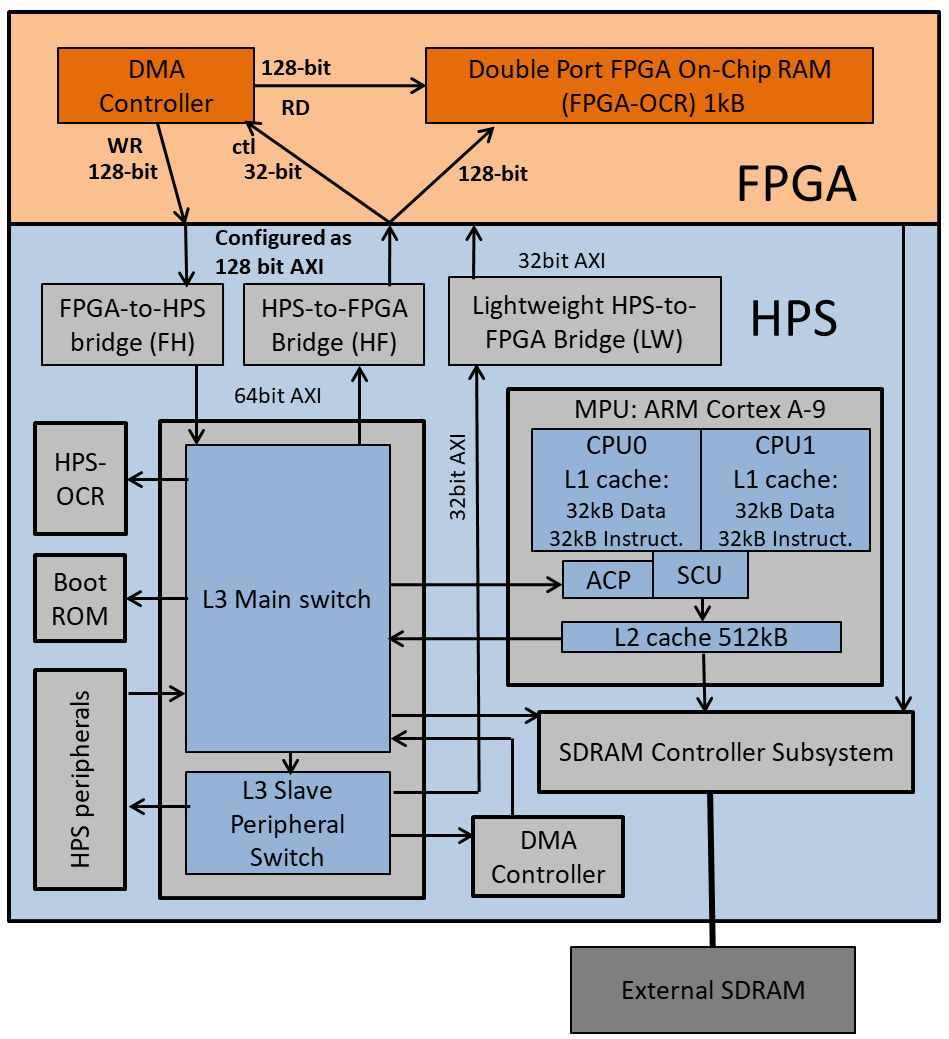 DMA
Controller
128-bit
RD
Double Port FPGA On-Chip RAM
(FPGA-OCR) 1kB
WR
128-bit
ctl
32-bit
128-bit
FPGA
Configured as
128 bit AXI
32bit AXI
FPGA-to-HPS
bridge (FH)
HPS-to-FPGA
Bridge (HF)
Lightweight HPS-to-
FPGA Bridge (LW)
HPS
64bit AXI
32bit AXI
MPU: ARM Cortex A-9
CPU0
L1 cache:
32kB Data
32kB Instruct.
CPU1
L1 cache:
32kB Data
32kB Instruct.
HPS-
OCR
Boot
ROM
L3 Main switch
ACP
SCU
L2 cache 512kB
HPS peripherals
SDRAM Controller Subsystem
L3 Slave
Peripheral
Switch
DMA
Controller
External SDRAM